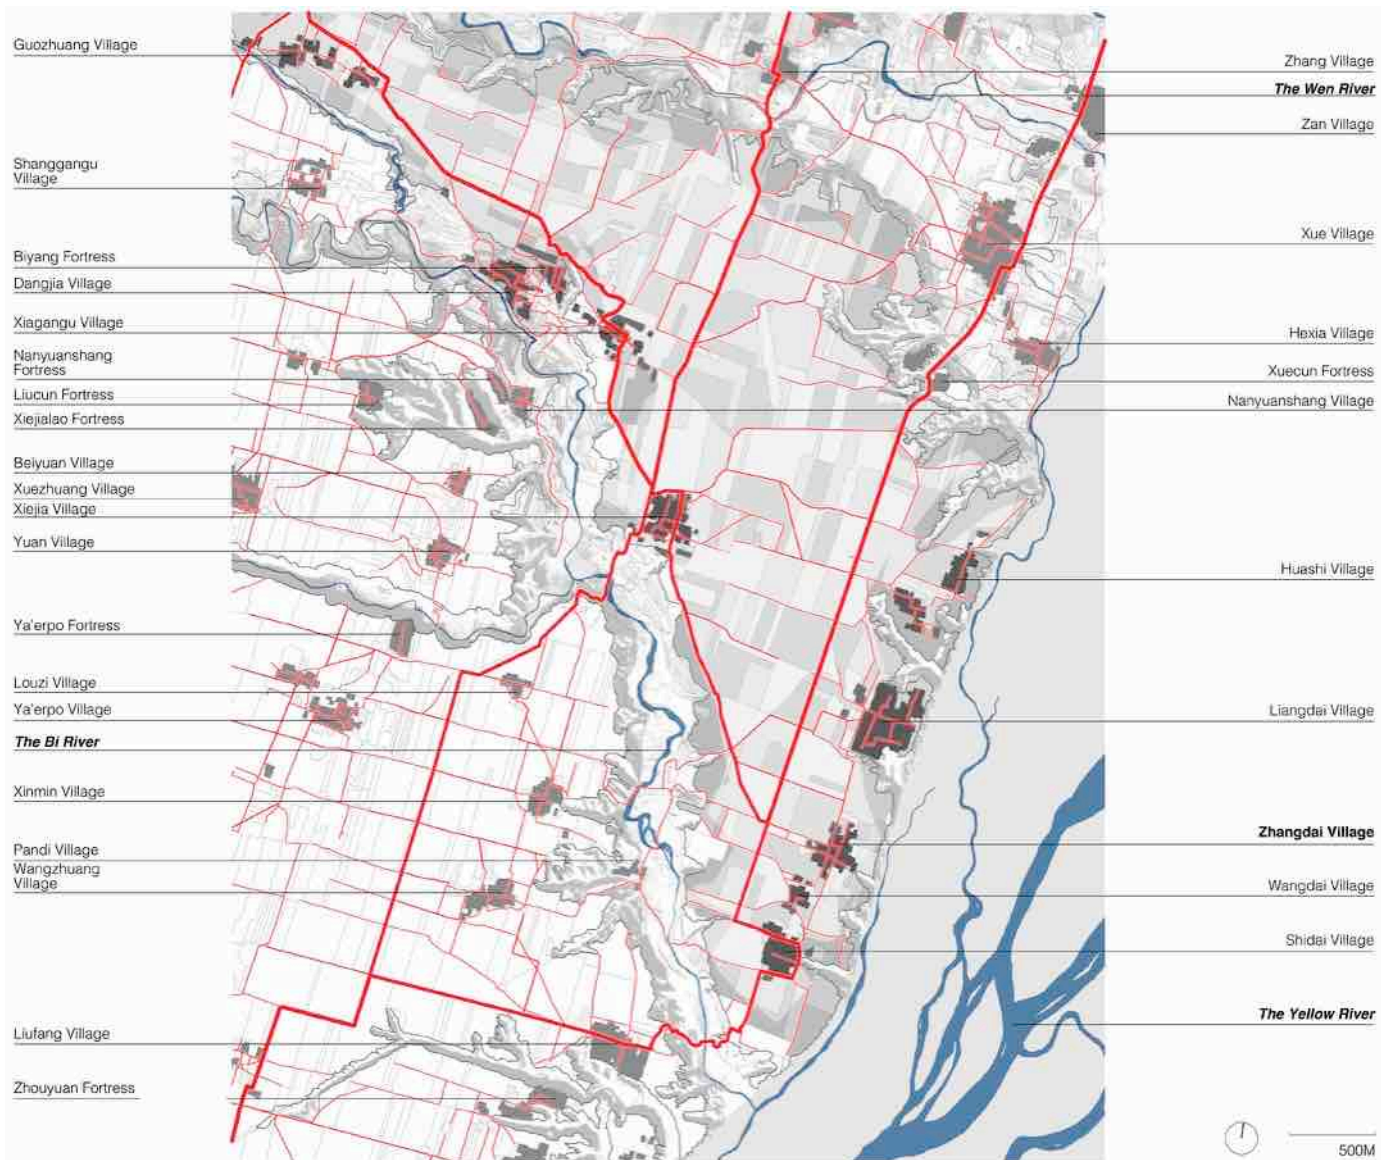 Guozhuang Village
Shanggangu
Village
Biyang Fortress
Dangjia Village
Xiagangu Village
Nanyuanshang
Fortress
Liucun Fortress
Xiejialao Fortress
Beiyuan Village
Xuezhuang Village
Xiejia Village
Yuan Village
Ya'erpo Fortress
Louzi Village
Ya'erpo Village
The Bi River
Xinmin Village
Pandi Village
Wangzhuang
Village
Liufang Village
Zhouyuan Fortress
Zhang Village
The Wen River
Zan Village
Xue Village
Hexia Village
Xuecun Fortress
Nanyuanshang Village
Huashi Village
Liangdai Village
Zhangdai Village
Wangdai Village
Shidai Village
The Yellow River
500M